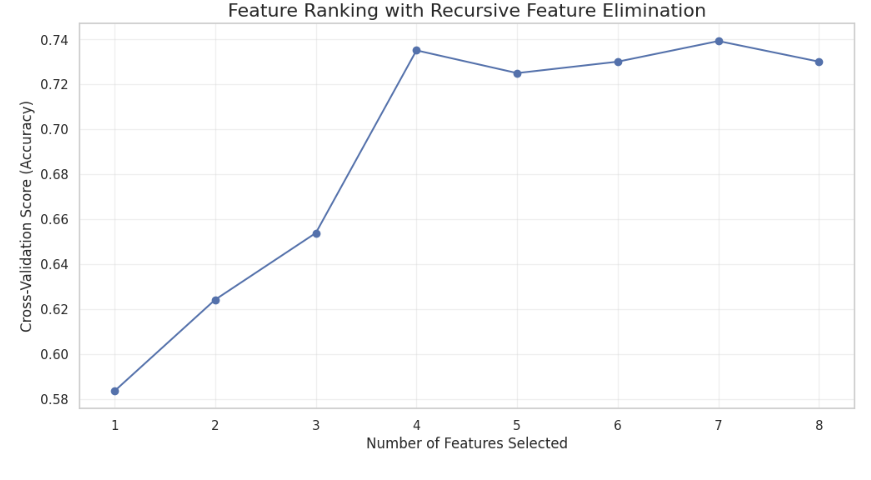 Feature Ranking with Recursive Feature Elimination
0.74
0.72
0.70
0.68
0.66
0.64
0.62
0.60
0.58
Cross-Validation Score (Accuracy)
1 2 3 4 5 6 7 8
Number of Features Selected